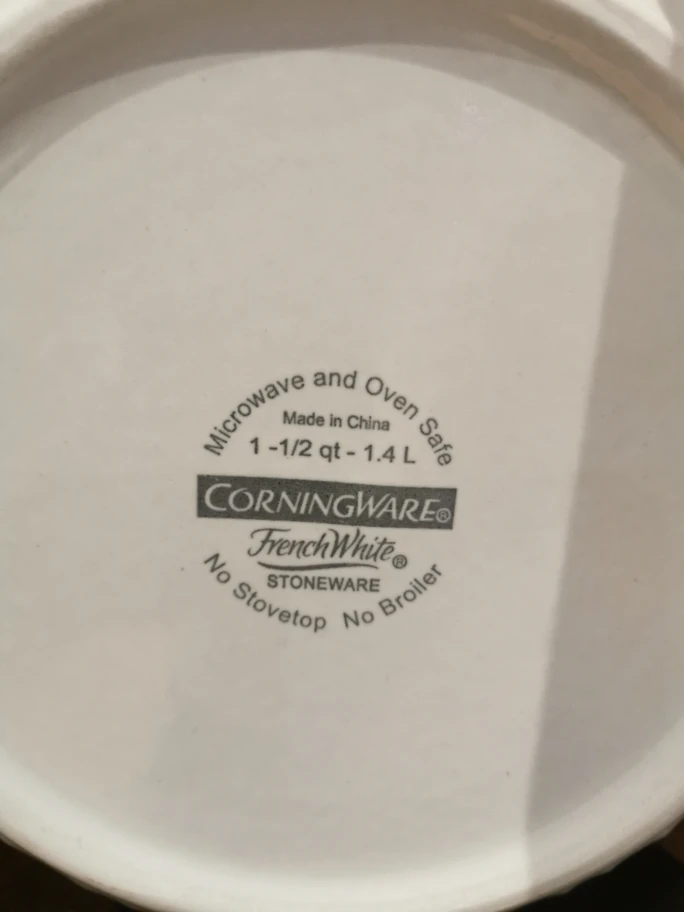 Microwave and Oven Safe
Made in China
1 -1/2 qt - 1.4 L
CORNINGWARE®
French White®
STONEWARE
No Stovetop No Broiler